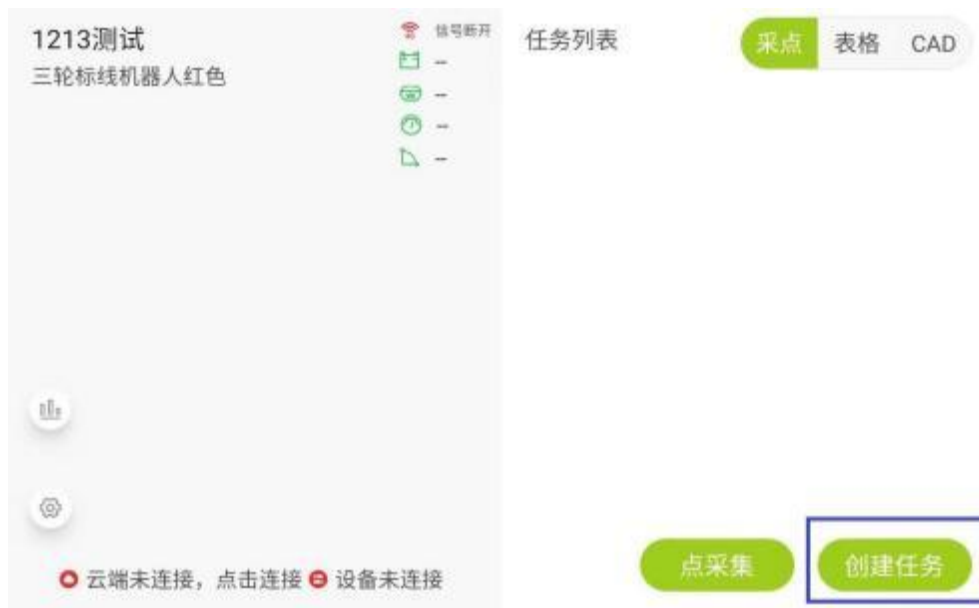 1213测试
三轮标线机器人红色
信号断开
--
--
--
--
任务列表
采点 表格 CAD
点采集 创建任务
云端未连接，点击连接 设备未连接